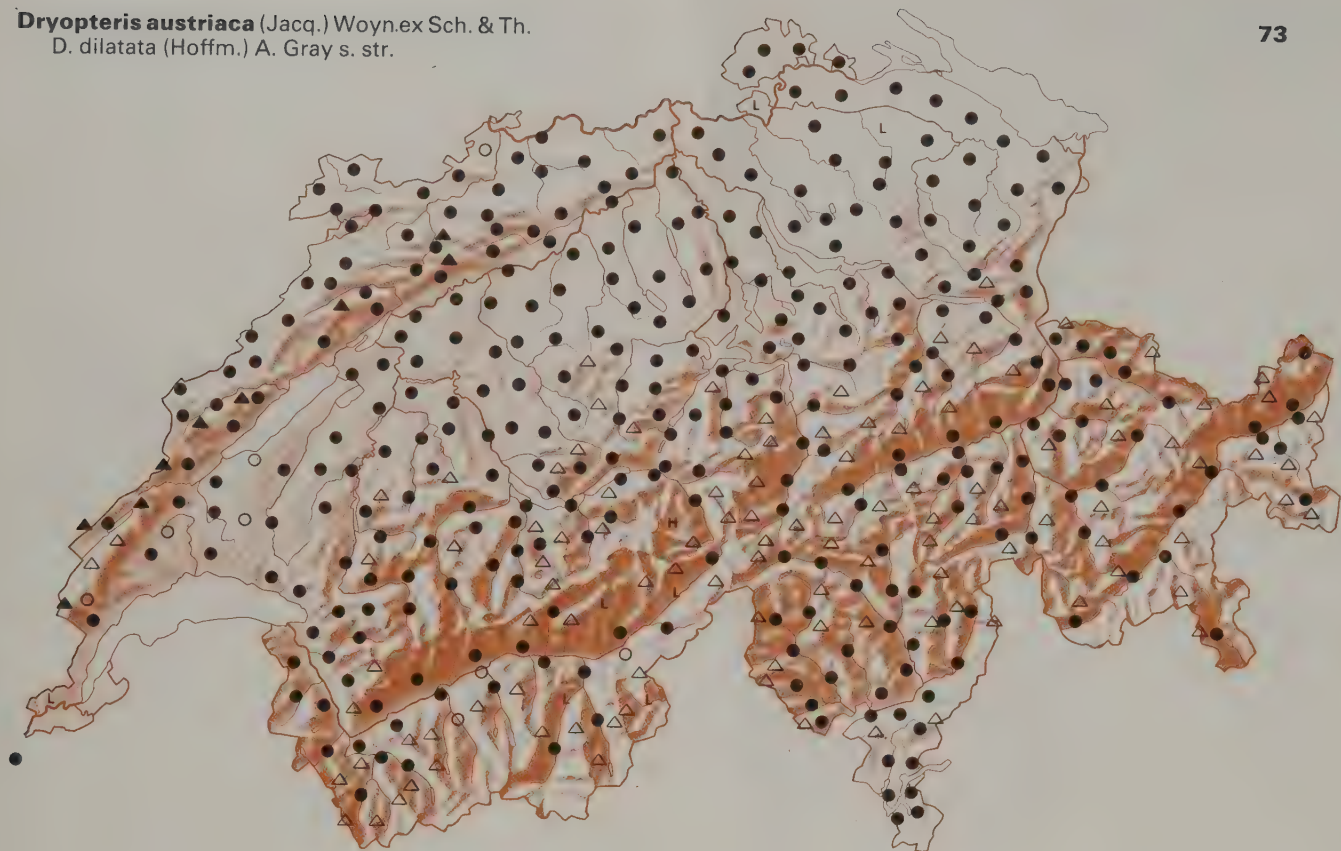 Dryopteris austriaca (Jacq.) Woyn.ex Sch. & Th.
D. dilatata (Hoffm.) A. Gray s. str.
73
L
L
H
L
L
L
L
L